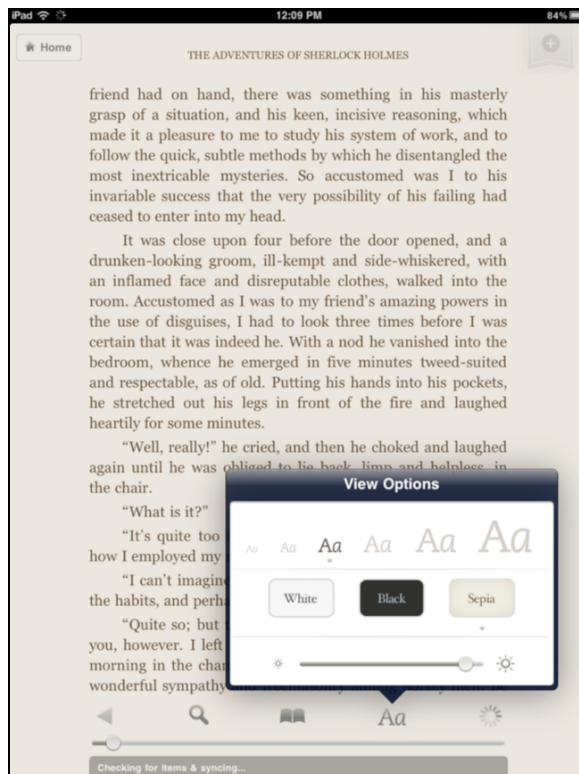 iPad 12:09 PM 84%
Home
THE ADVENTURES OF SHERLOCK HOLMES
friend had on hand, there was something in his masterly
grasp of a situation, and his keen, incisive reasoning, which
made it a pleasure to me to study his system of work, and to
follow the quick, subtle methods by which he disentangled the
most inextricable mysteries. So accustomed was I to his
invariable success that the very possibility of his failing had
ceased to enter into my head.
It was close upon four before the door opened, and a
drunken-looking groom, ill-kempt and side-whiskered, with
an inflamed face and disreputable clothes, walked into the
room. Accustomed as I was to my friend's amazing powers in
the use of disguises, I had to look three times before I was
certain that it was indeed he. With a nod he vanished into the
bedroom, whence he emerged in five minutes tweed-suited
and respectable, as of old. Putting his hands into his pockets,
he stretched out his legs in front of the fire and laughed
heartily for some minutes.
“Well, really!” he cried, and then he choked and laughed
again until he was obliged to lie back, limp and helpless, in
the chair.
“What is it?”
“It's quite too
how I employed my
“I can't imagine
the habits, and perha
“Quite so; but
you, however. I left
morning in the char
wonderful sympathy
View Options
Aa Aa Aa Aa Aa Aa
White Black Sepia
Aa
Checking for items & syncing...